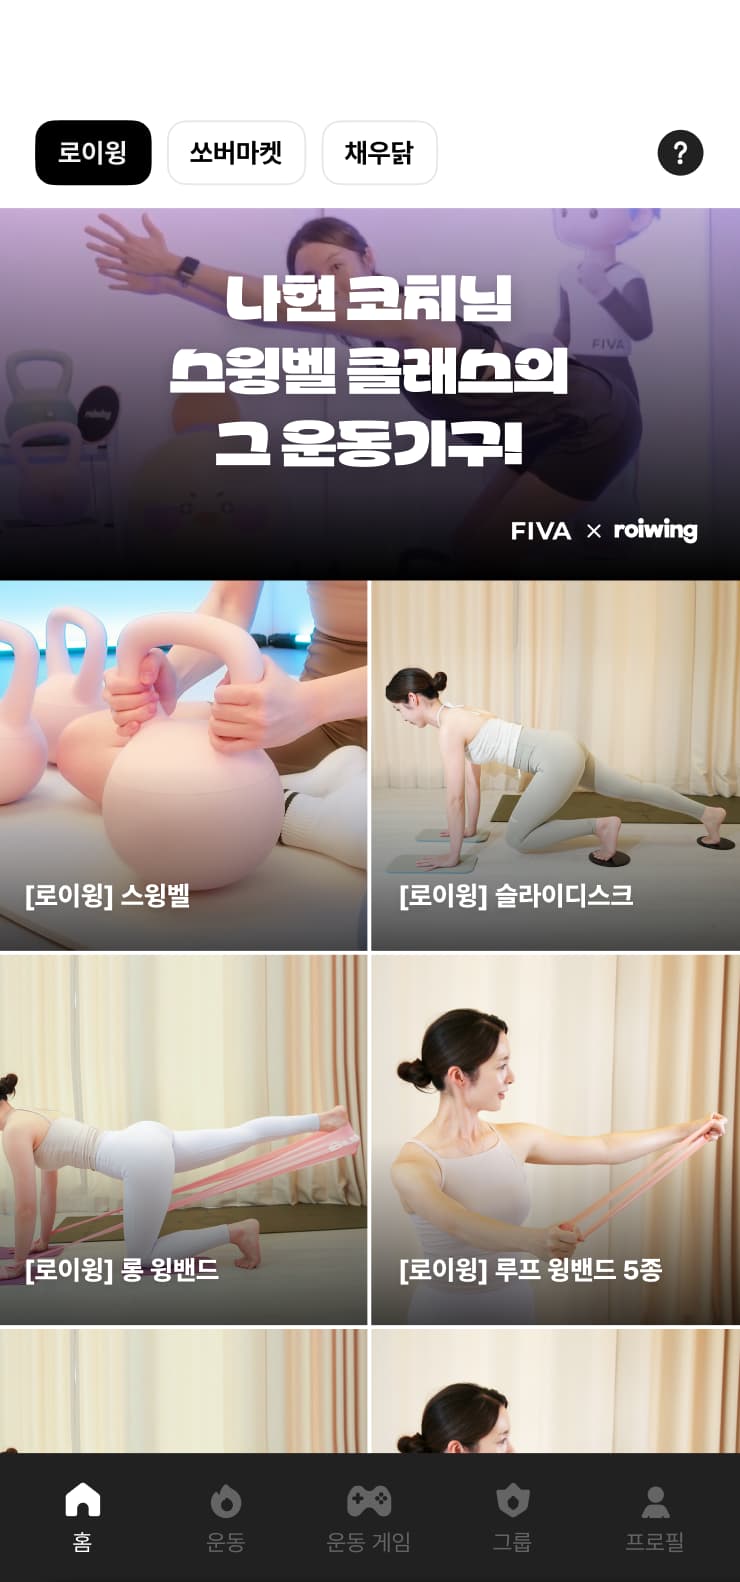 로이윙
쏘버마켓
채우닭
?
나현 코치님
스윙벨 클래스의
그 운동기구!
FIVA
roiwing
FIVA × roiwing
[로이윙] 스윙벨
[로이윙] 슬라이디스크
[로이윙] 롱 윙밴드
[로이윙] 루프 윙밴드 5종
홈
운동
운동 게임
그룹
프로필